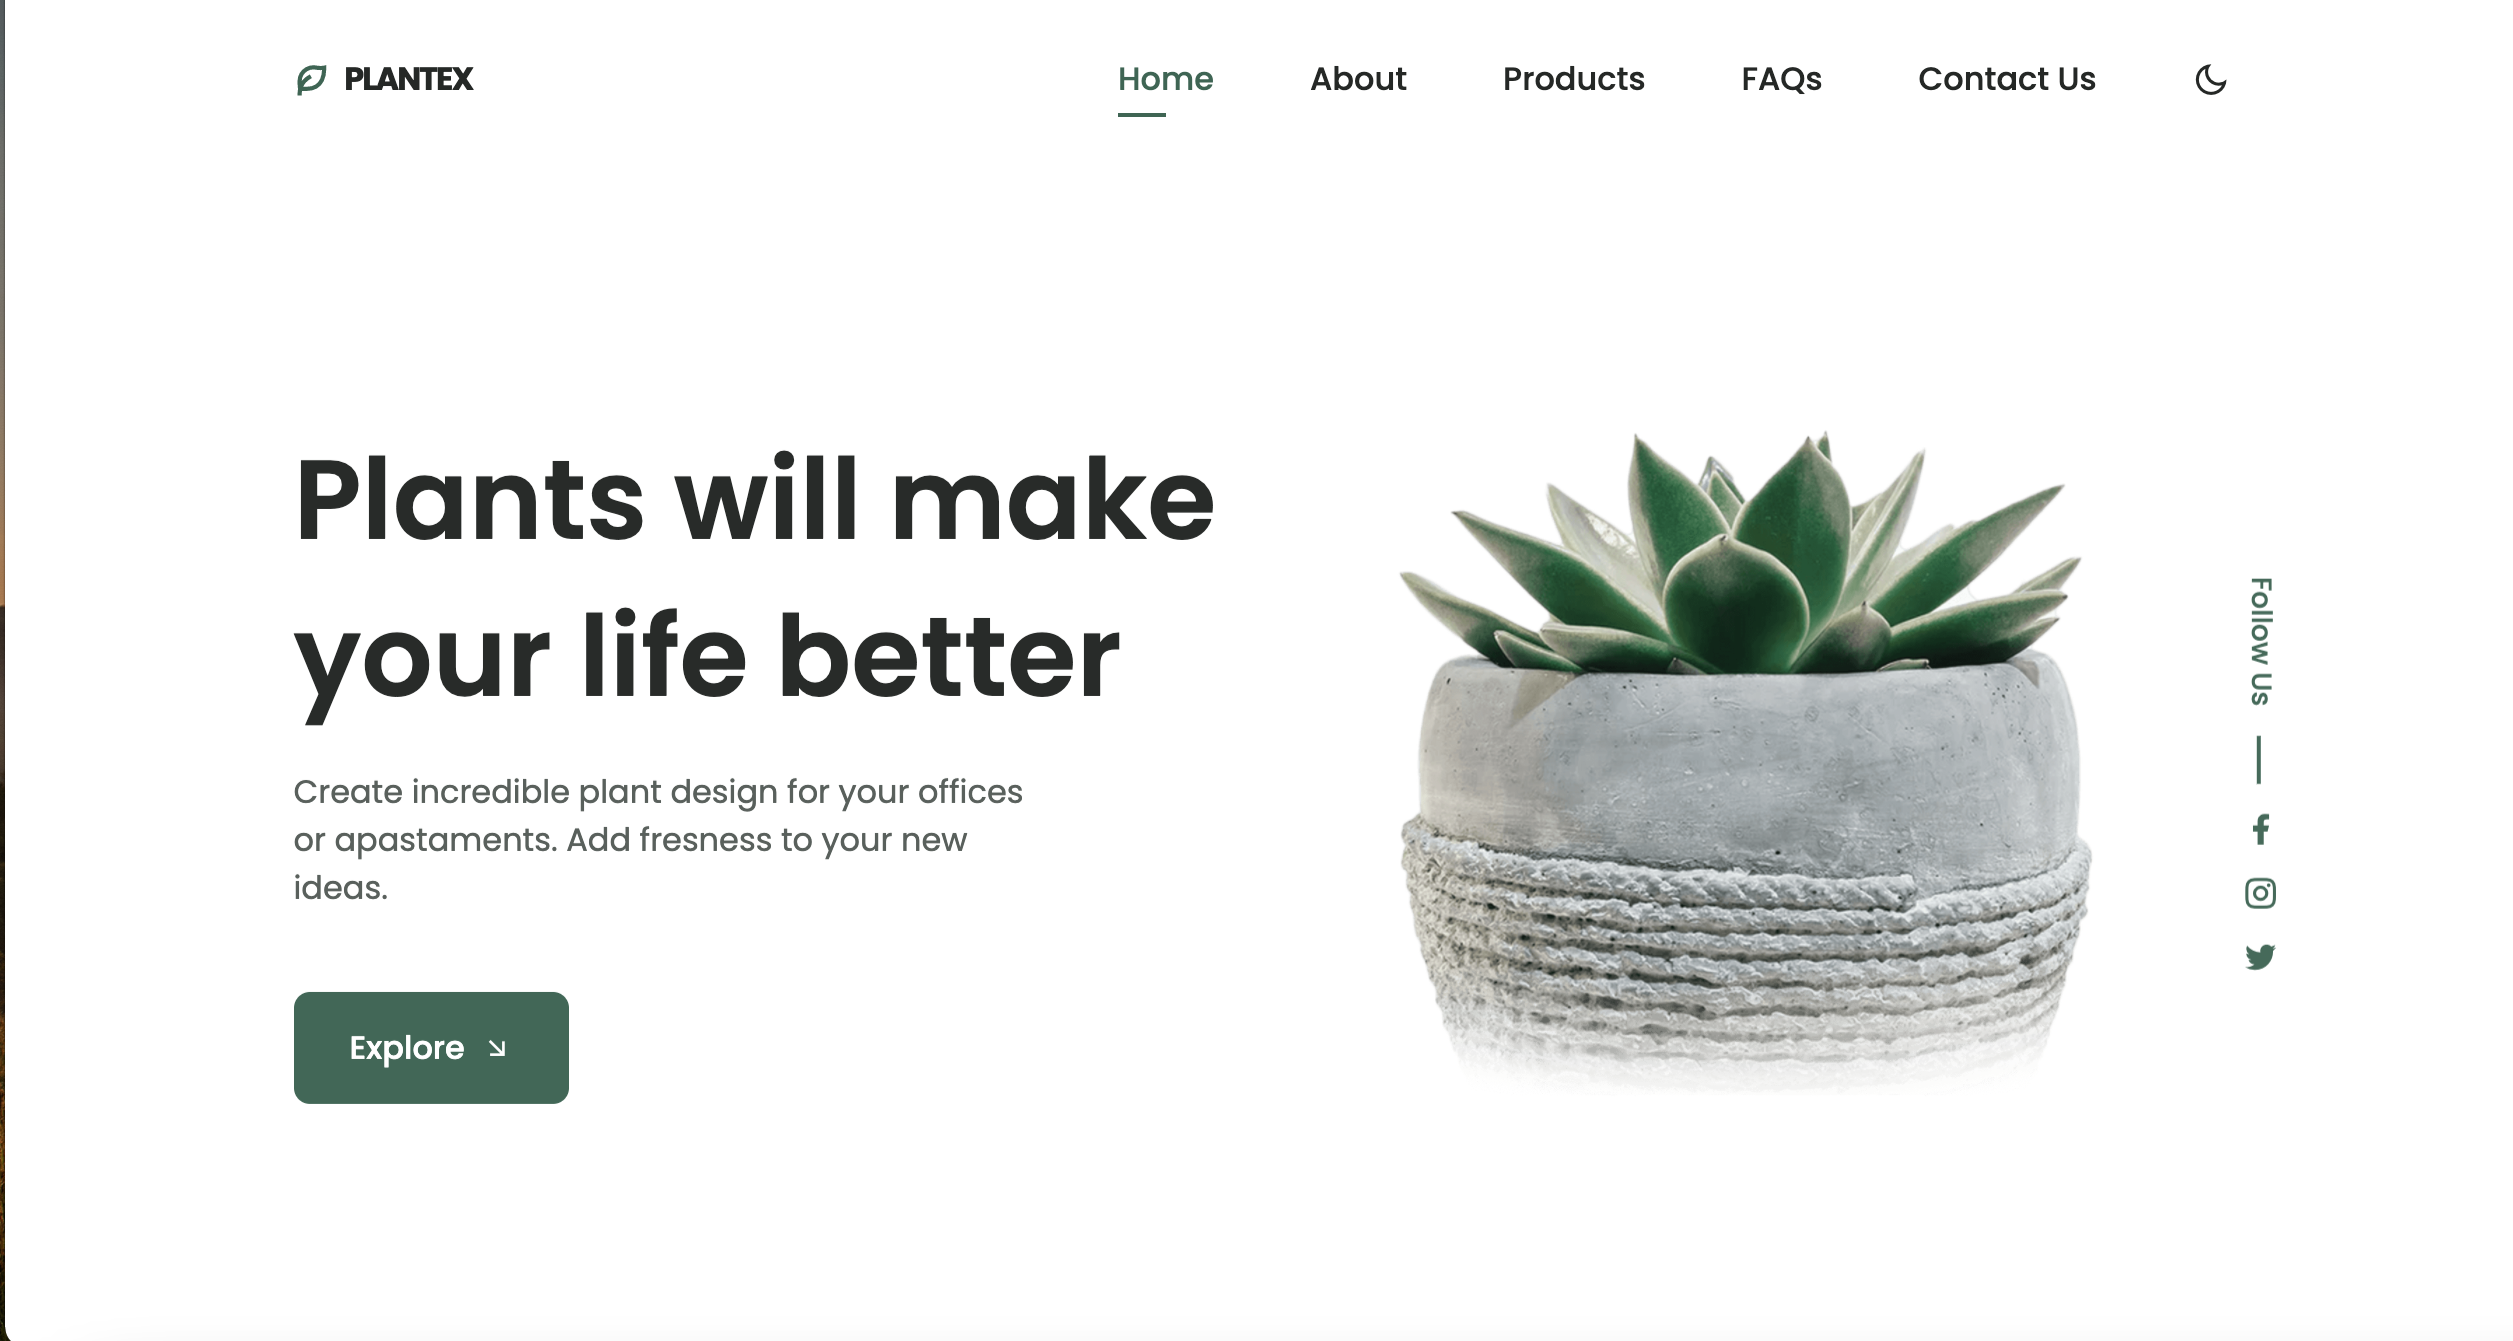 PLANTEX
Home
About
Products
FAQs
Contact Us
Plants will make
your life better
Create incredible plant design for your offices
or apastaments. Add fresness to your new
ideas.
Explore
Follow Us